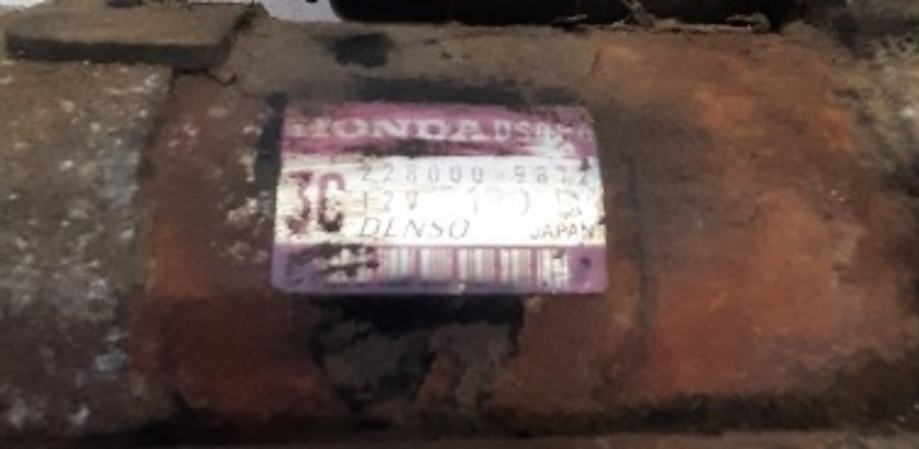 HONDA
3C 228000-9872
12V
DENSO JAPAN